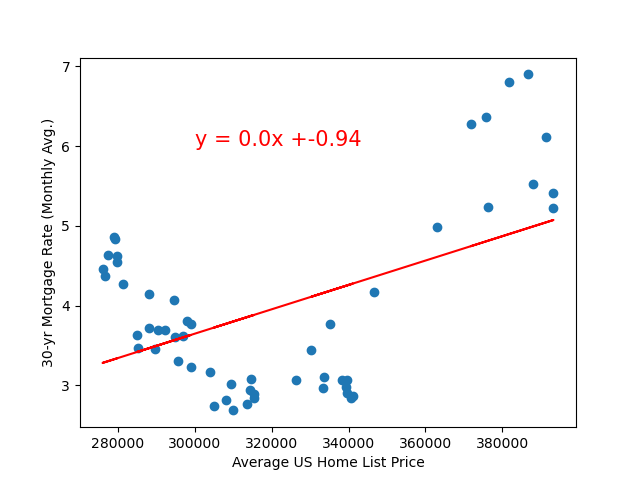 7
y = 0.0x +-0.94
6
5
4
3
30-yr Mortgage Rate (Monthly Avg.)
280000 300000 320000 340000 360000 380000
Average US Home List Price